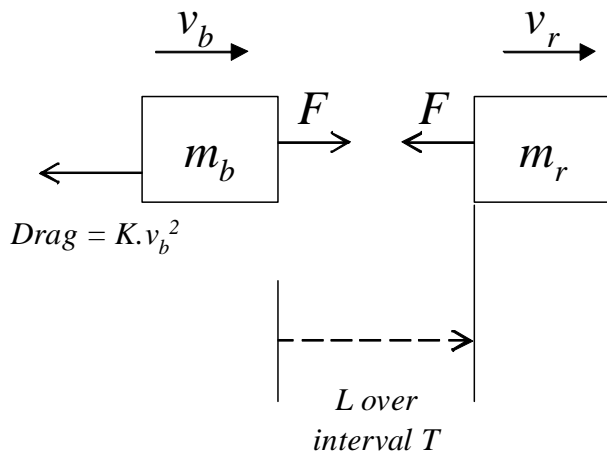 v_b
v_r
F
F
m_b
m_r
Drag = K.v_b^2
L over
interval T